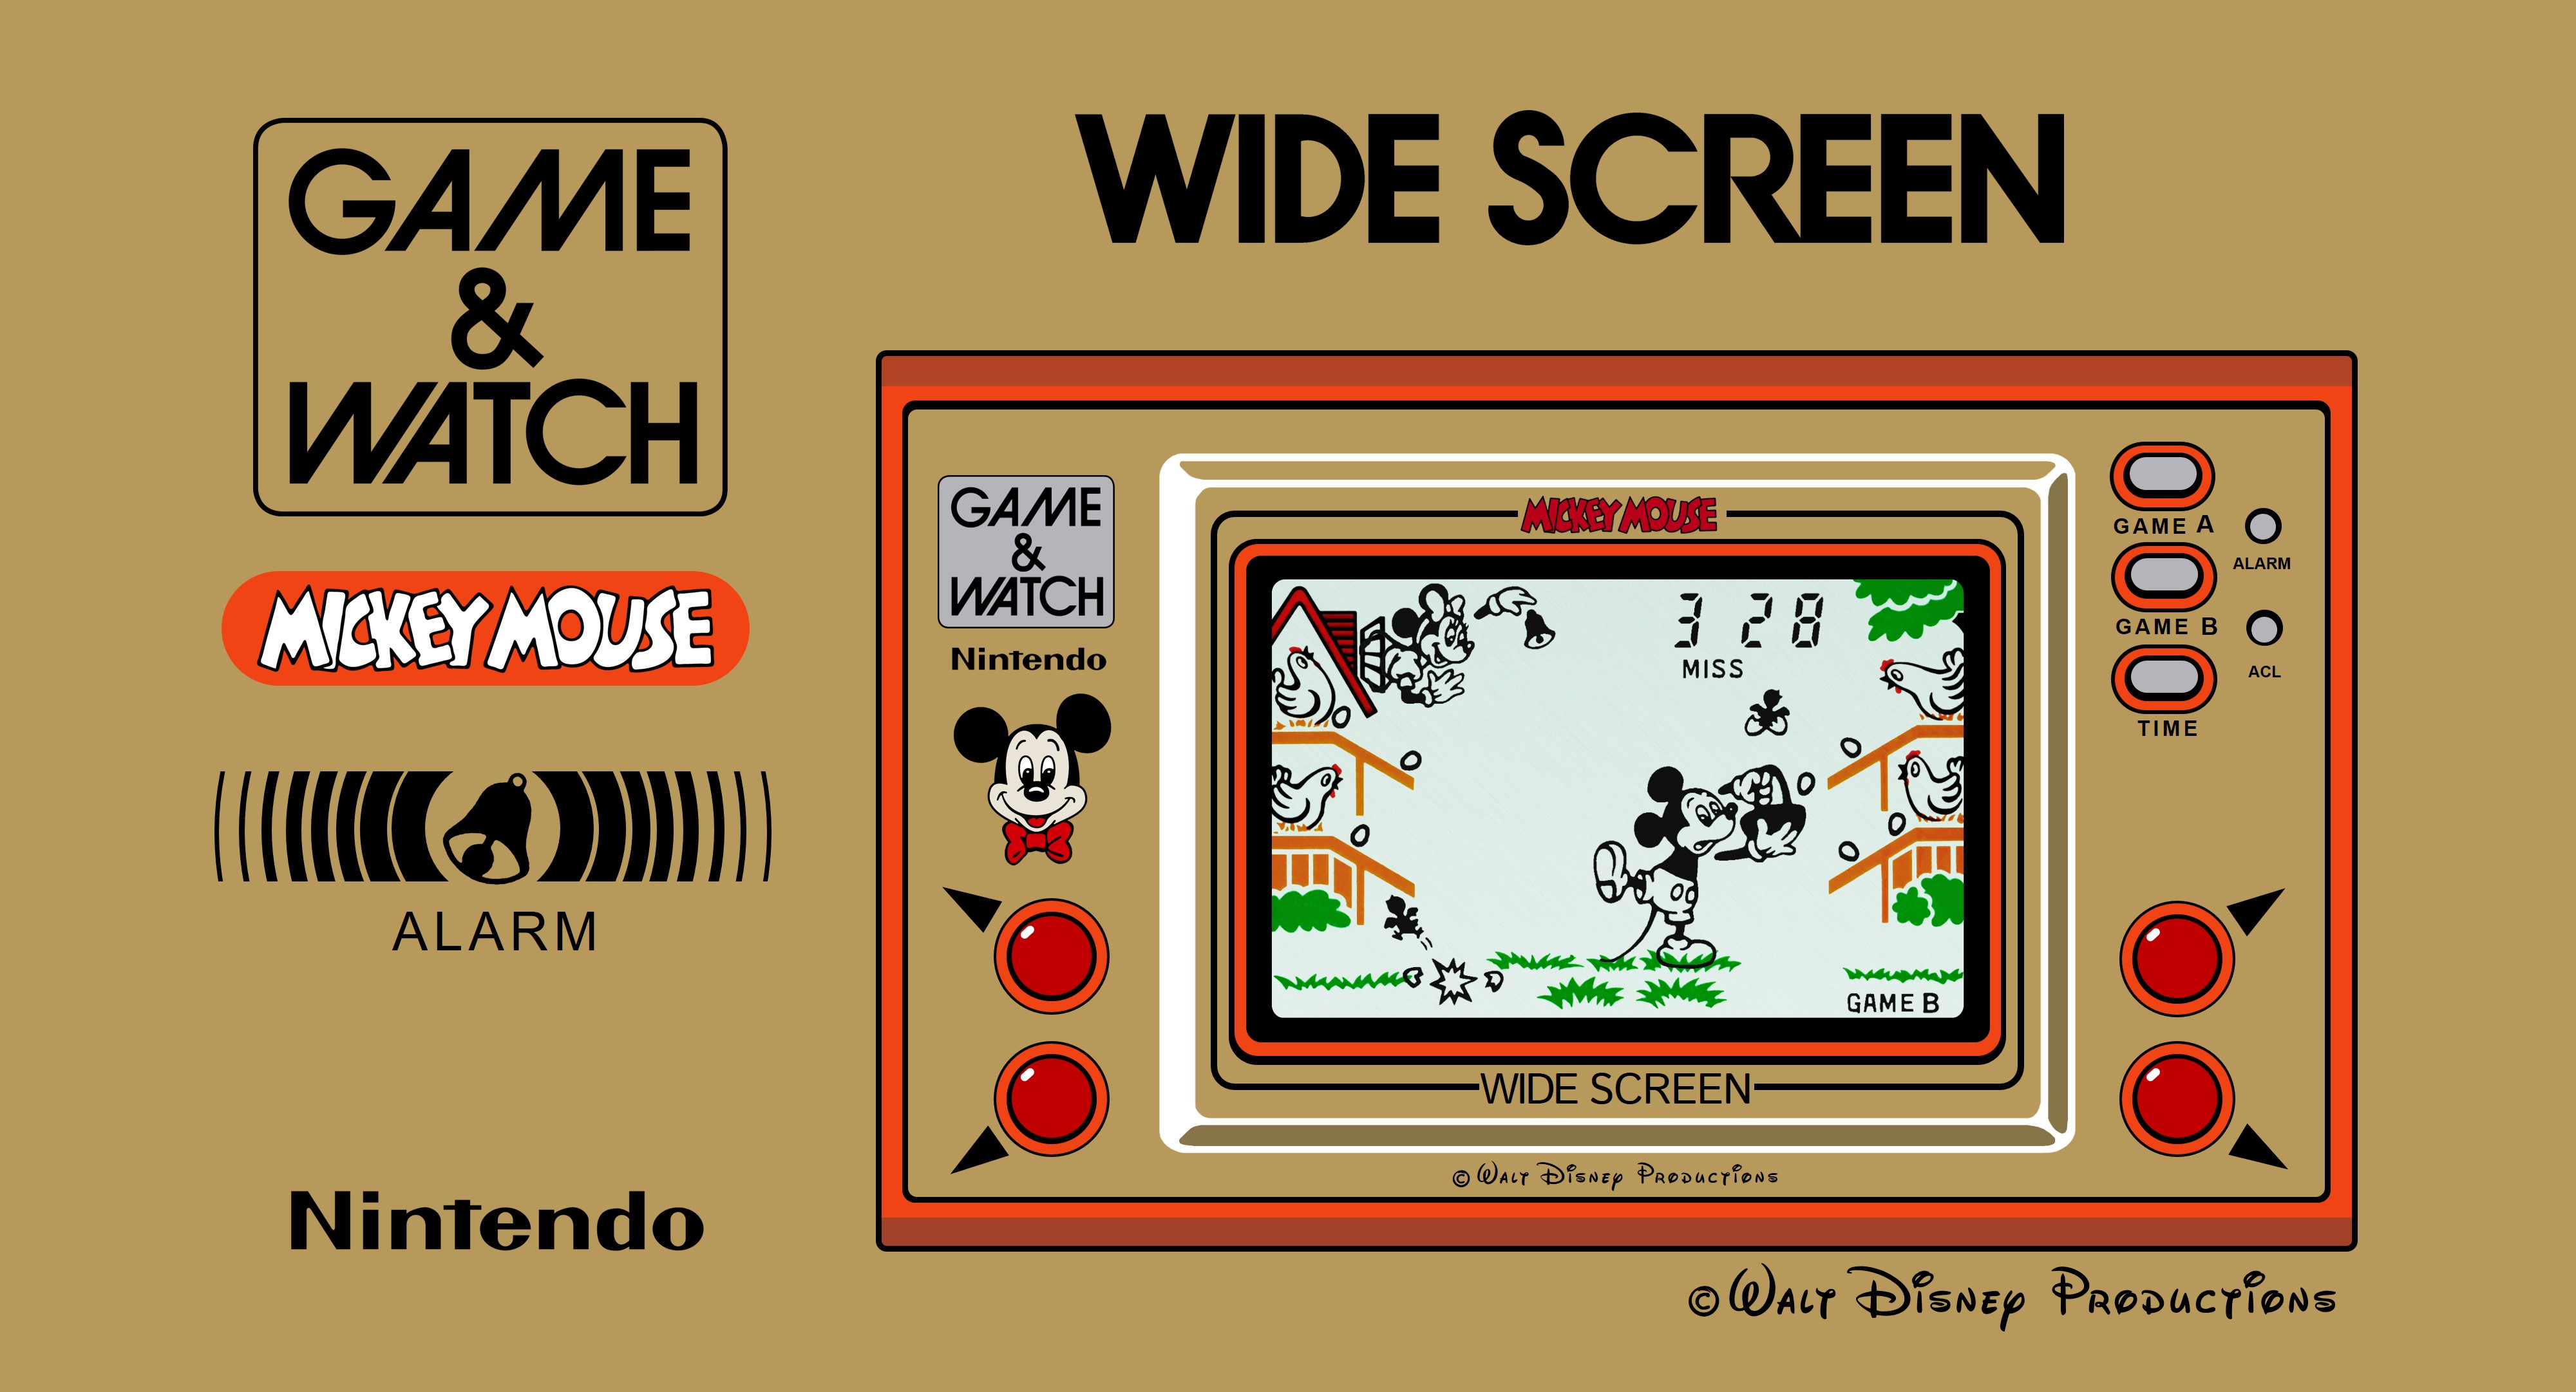 GAME
&
WATCH
MICKEY MOUSE
ALARM
Nintendo
WIDE SCREEN
GAME
&
WATCH
Nintendo
MICKEY MOUSE
3 28
MISS
GAME B
WIDE SCREEN
© WALT DISNEY PRODUCTIONS
GAME A
ALARM
GAME B
ACL
TIME
© WALT DISNEY PRODUCTIONS